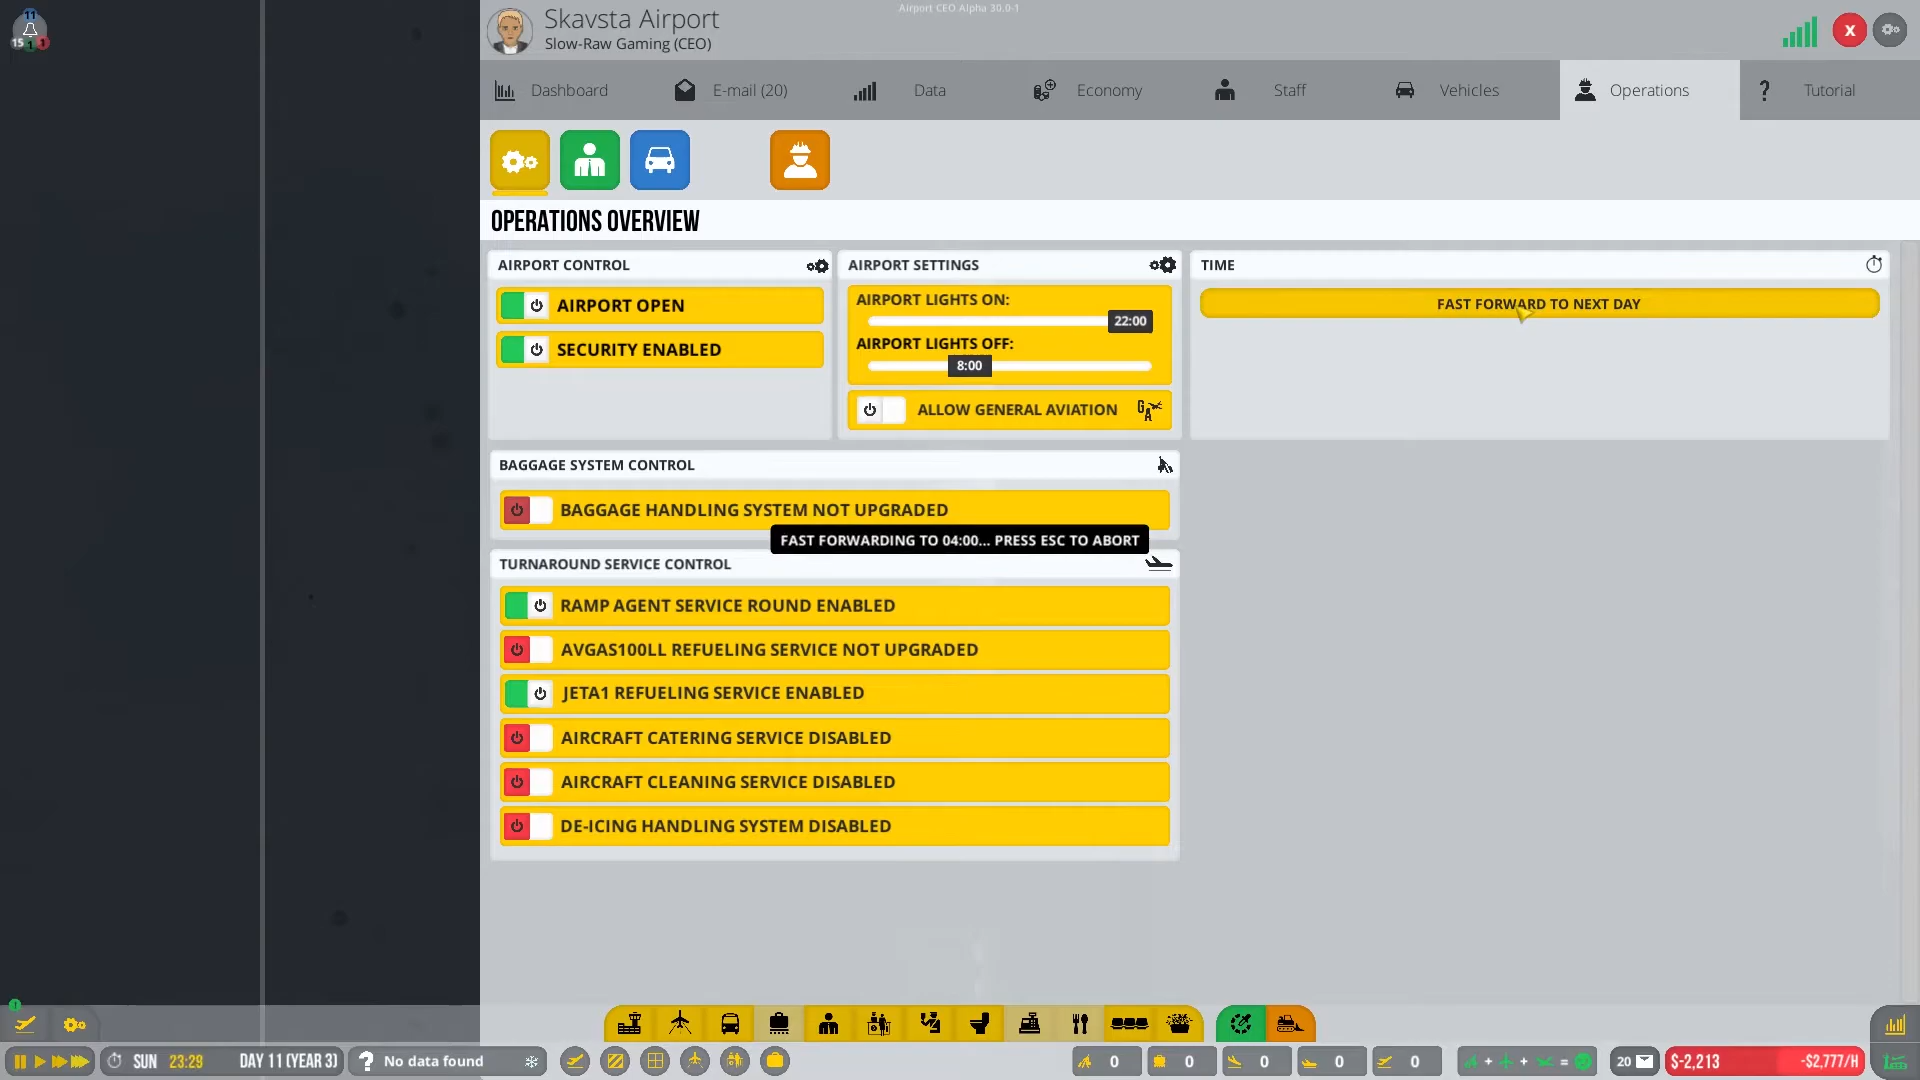 Airport CEO Alpha 30.0-1
11
15 1 1
Skavsta Airport
Slow-Raw Gaming (CEO)
X
Dashboard
E-mail (20)
Data
Economy
Staff
Vehicles
Operations
? Tutorial
OPERATIONS OVERVIEW
AIRPORT CONTROL
AIRPORT OPEN
SECURITY ENABLED
AIRPORT SETTINGS
AIRPORT LIGHTS ON:
22:00
AIRPORT LIGHTS OFF:
8:00
ALLOW GENERAL AVIATION
GA
TIME
FAST FORWARD TO NEXT DAY
BAGGAGE SYSTEM CONTROL
BAGGAGE HANDLING SYSTEM NOT UPGRADED
FAST FORWARDING TO 04:00... PRESS ESC TO ABORT
TURNAROUND SERVICE CONTROL
RAMP AGENT SERVICE ROUND ENABLED
AVGAS100LL REFUELING SERVICE NOT UPGRADED
JETA1 REFUELING SERVICE ENABLED
AIRCRAFT CATERING SERVICE DISABLED
AIRCRAFT CLEANING SERVICE DISABLED
DE-ICING HANDLING SYSTEM DISABLED
SUN 23:29 DAY 11 (YEAR 3)
? No data found
0 0 0 0 0
+ + =
20
$-2,213 -$2,777/H